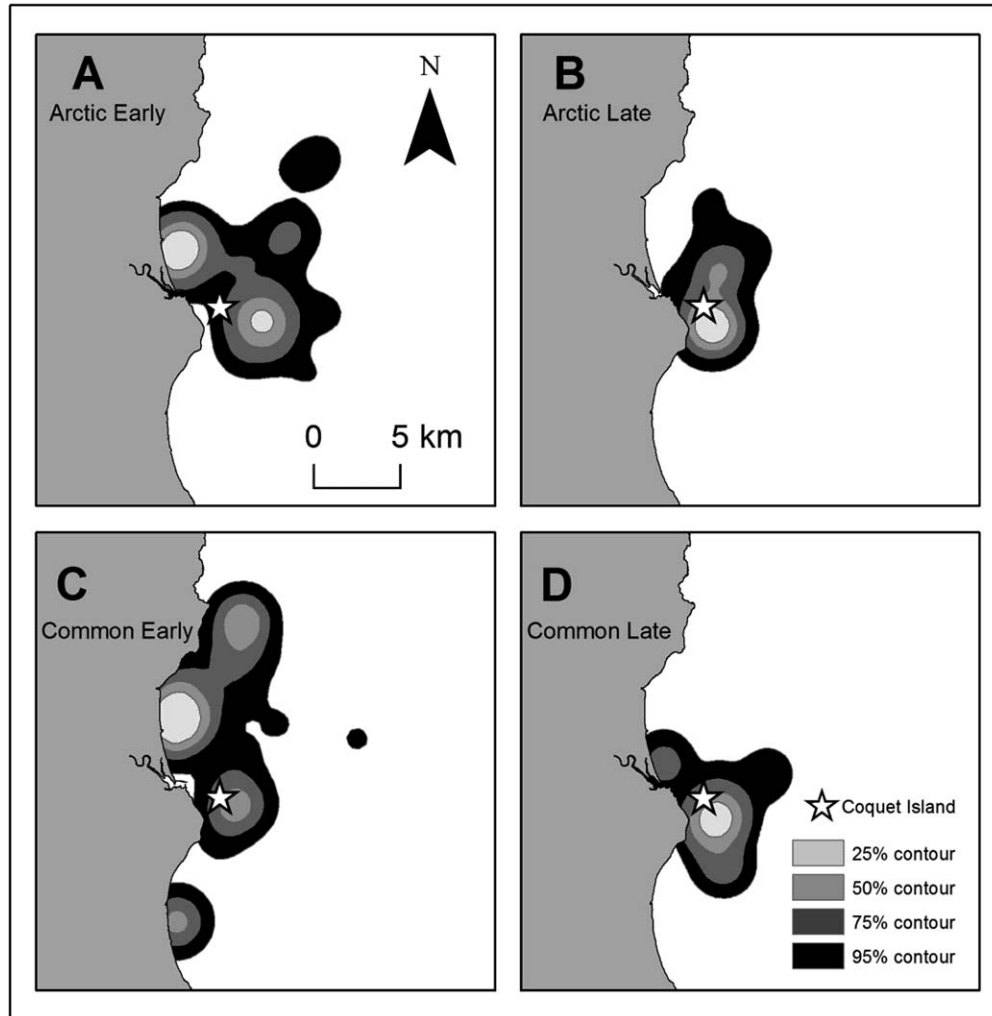 A
Arctic Early
N
0 5 km
B
Arctic Late
C
Common Early
D
Common Late
Coquet Island
25% contour
50% contour
75% contour
95% contour